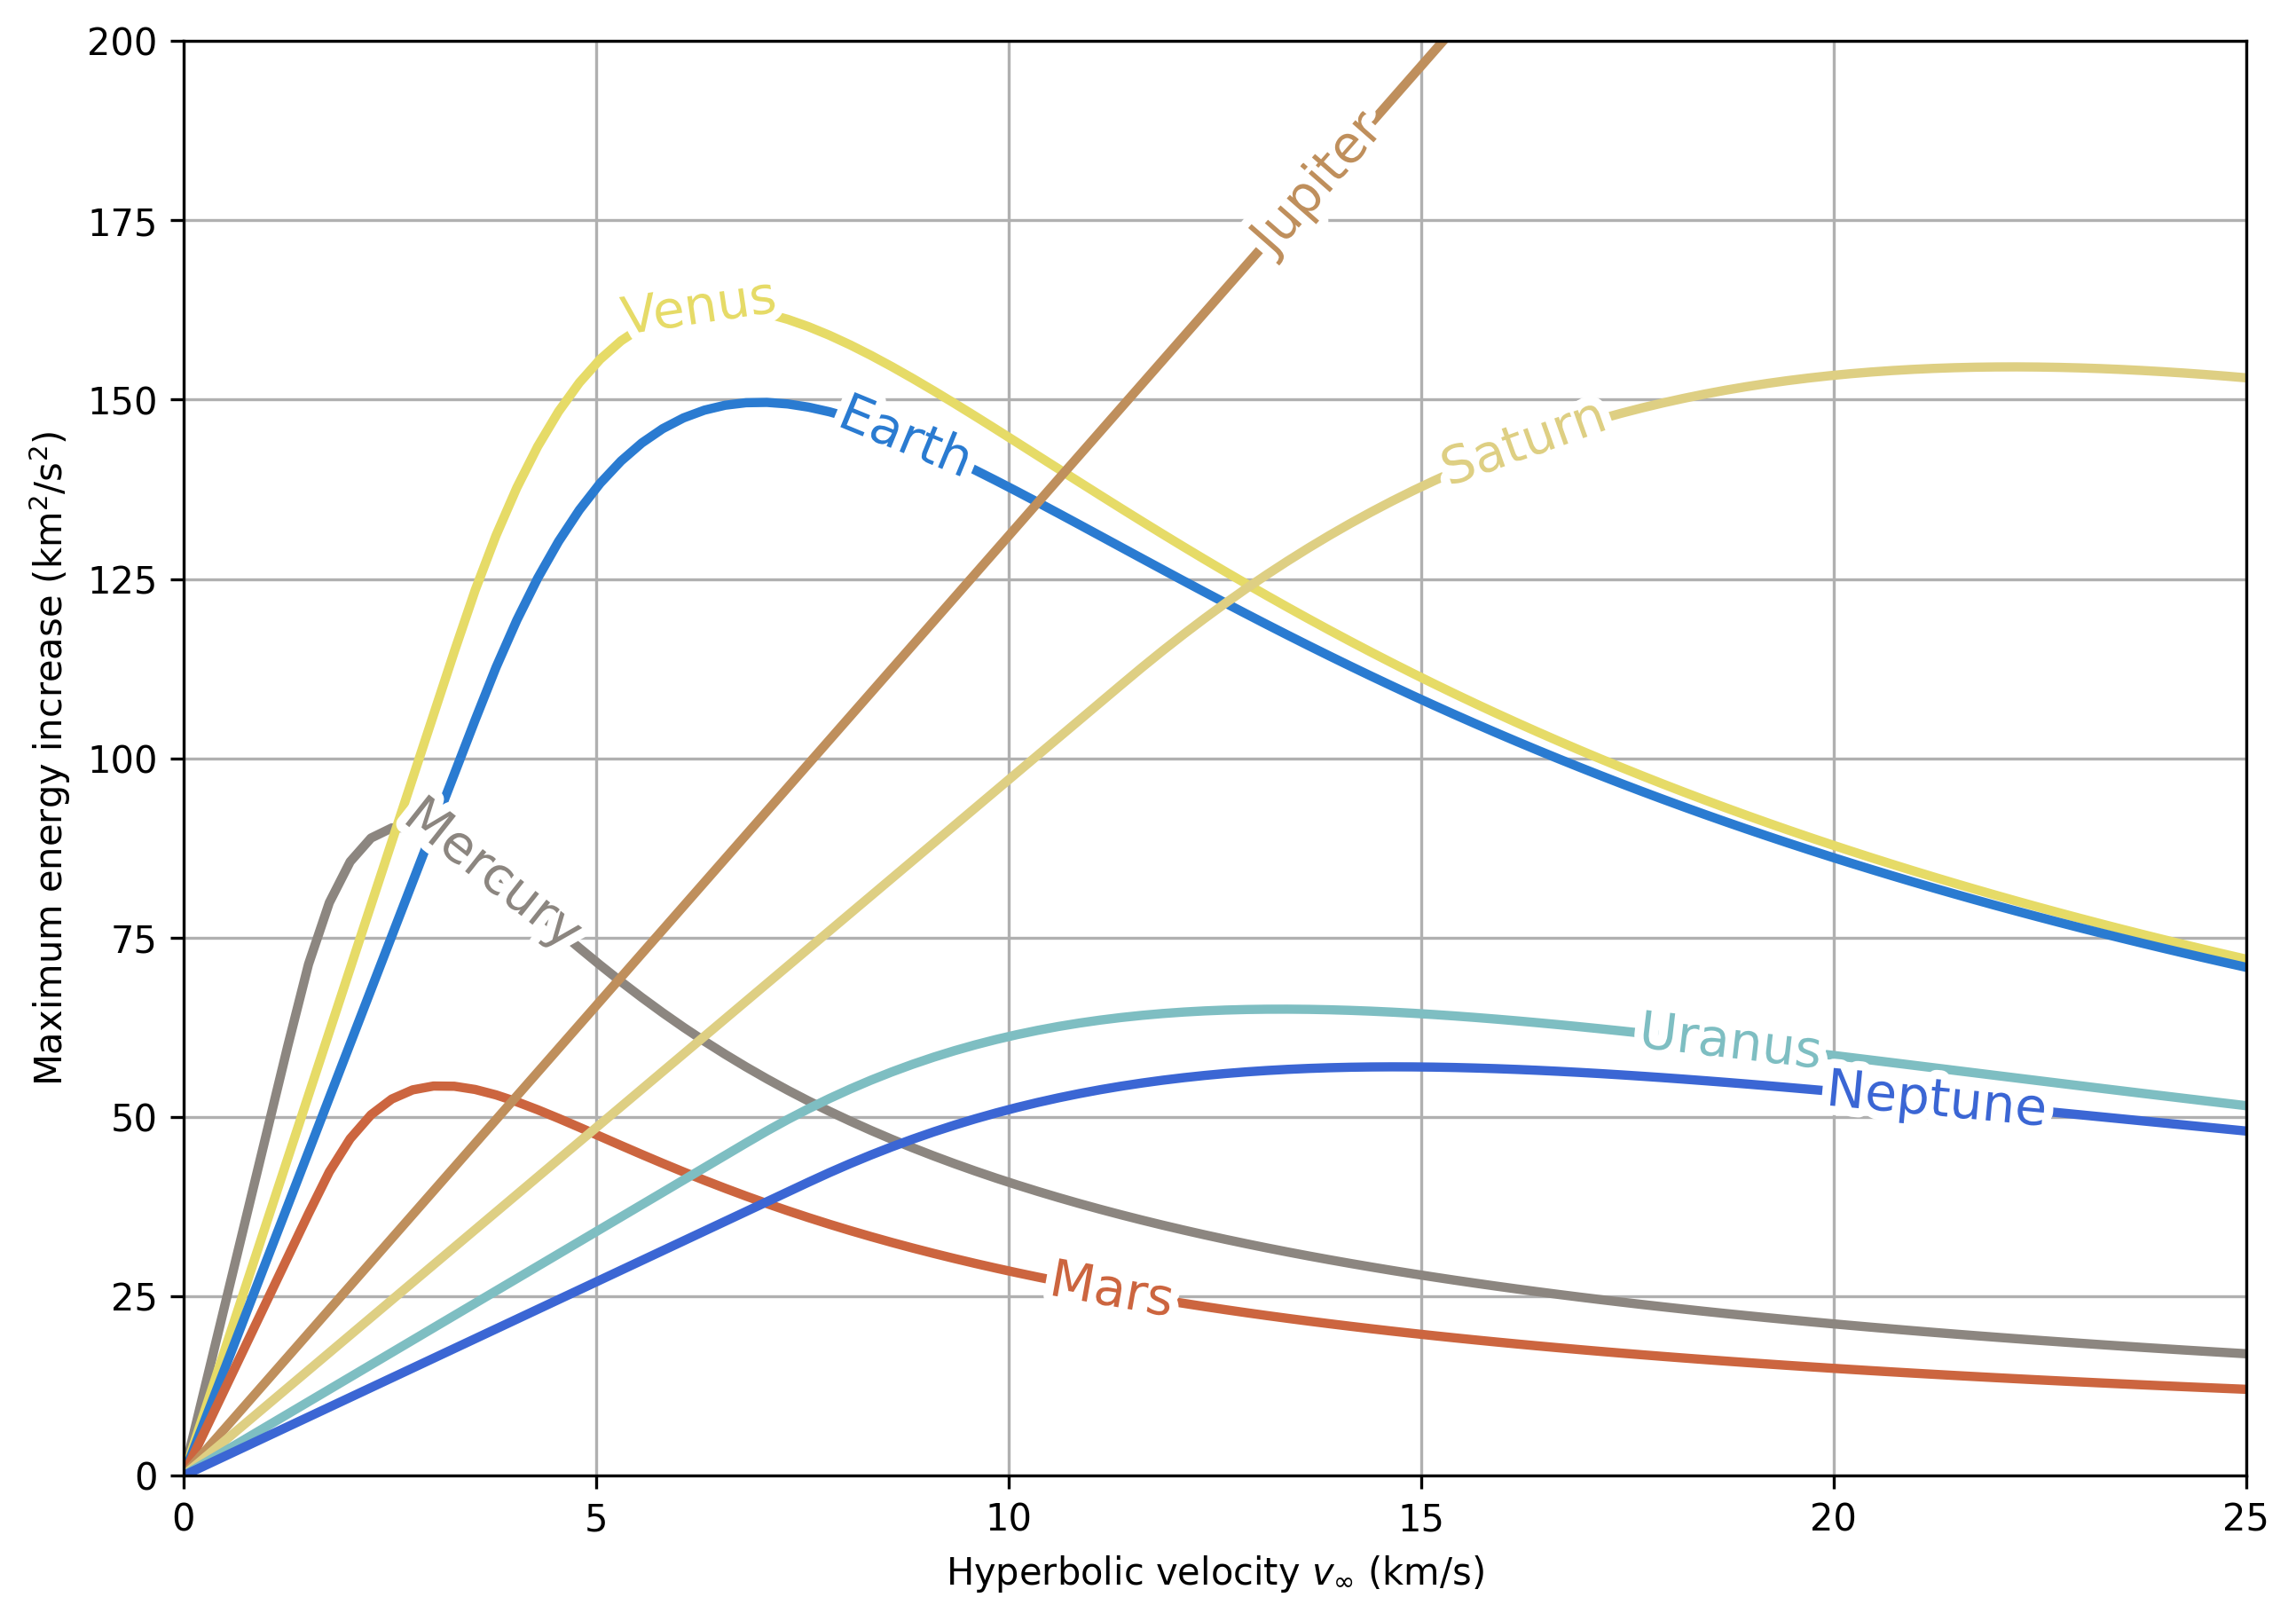 200
175
150
125
100
75
50
25
0
Maximum energy increase (km²/s²)
Jupiter
Venus
Earth
Saturn
Mercury
Uranus
Neptune
Mars
0 5 10 15 20 25
Hyperbolic velocity v∞ (km/s)